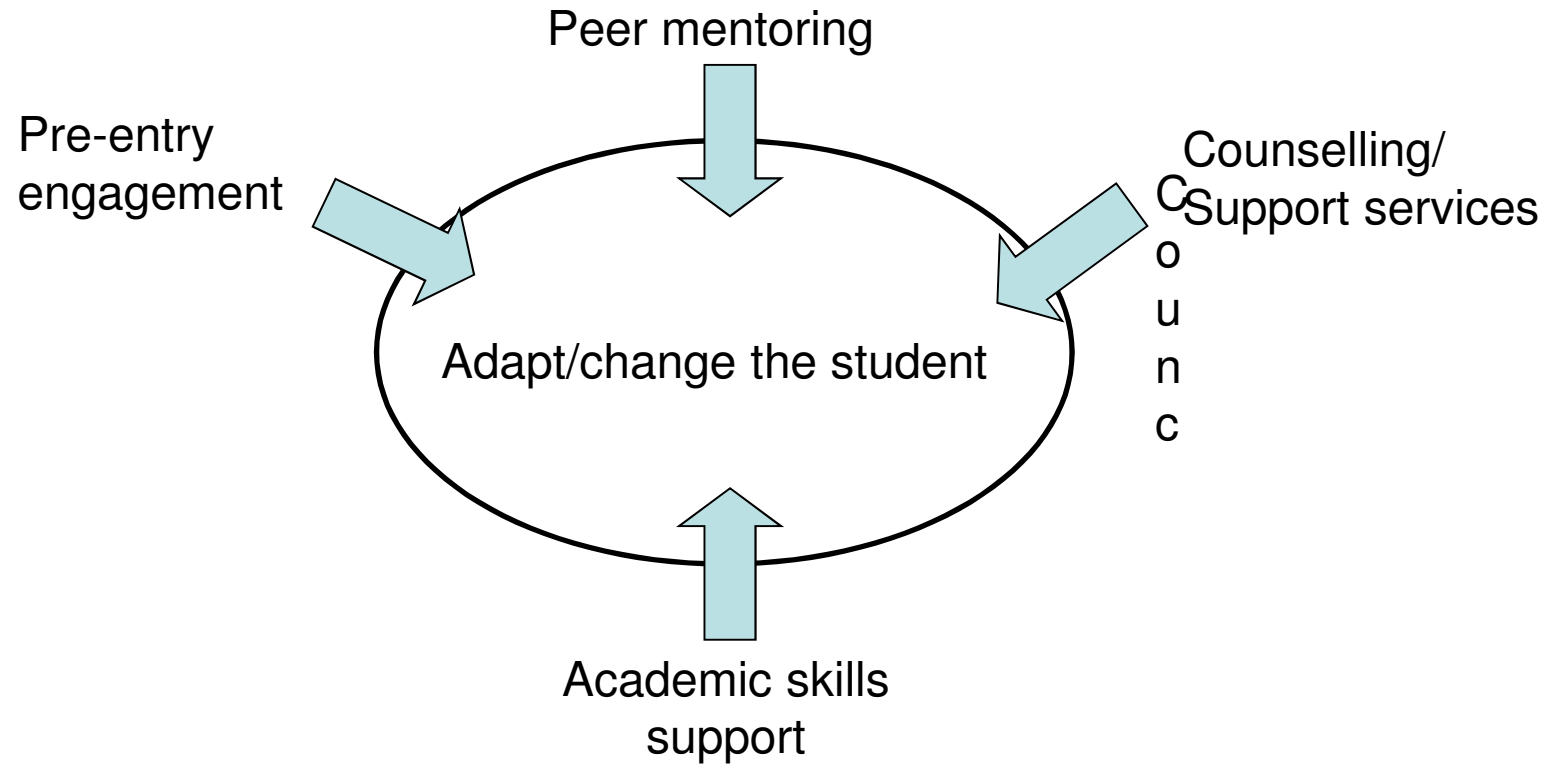 Peer mentoring
Pre-entry
engagement
Counselling/
Support services
C
o
u
n
c
Adapt/change the student
Academic skills
support